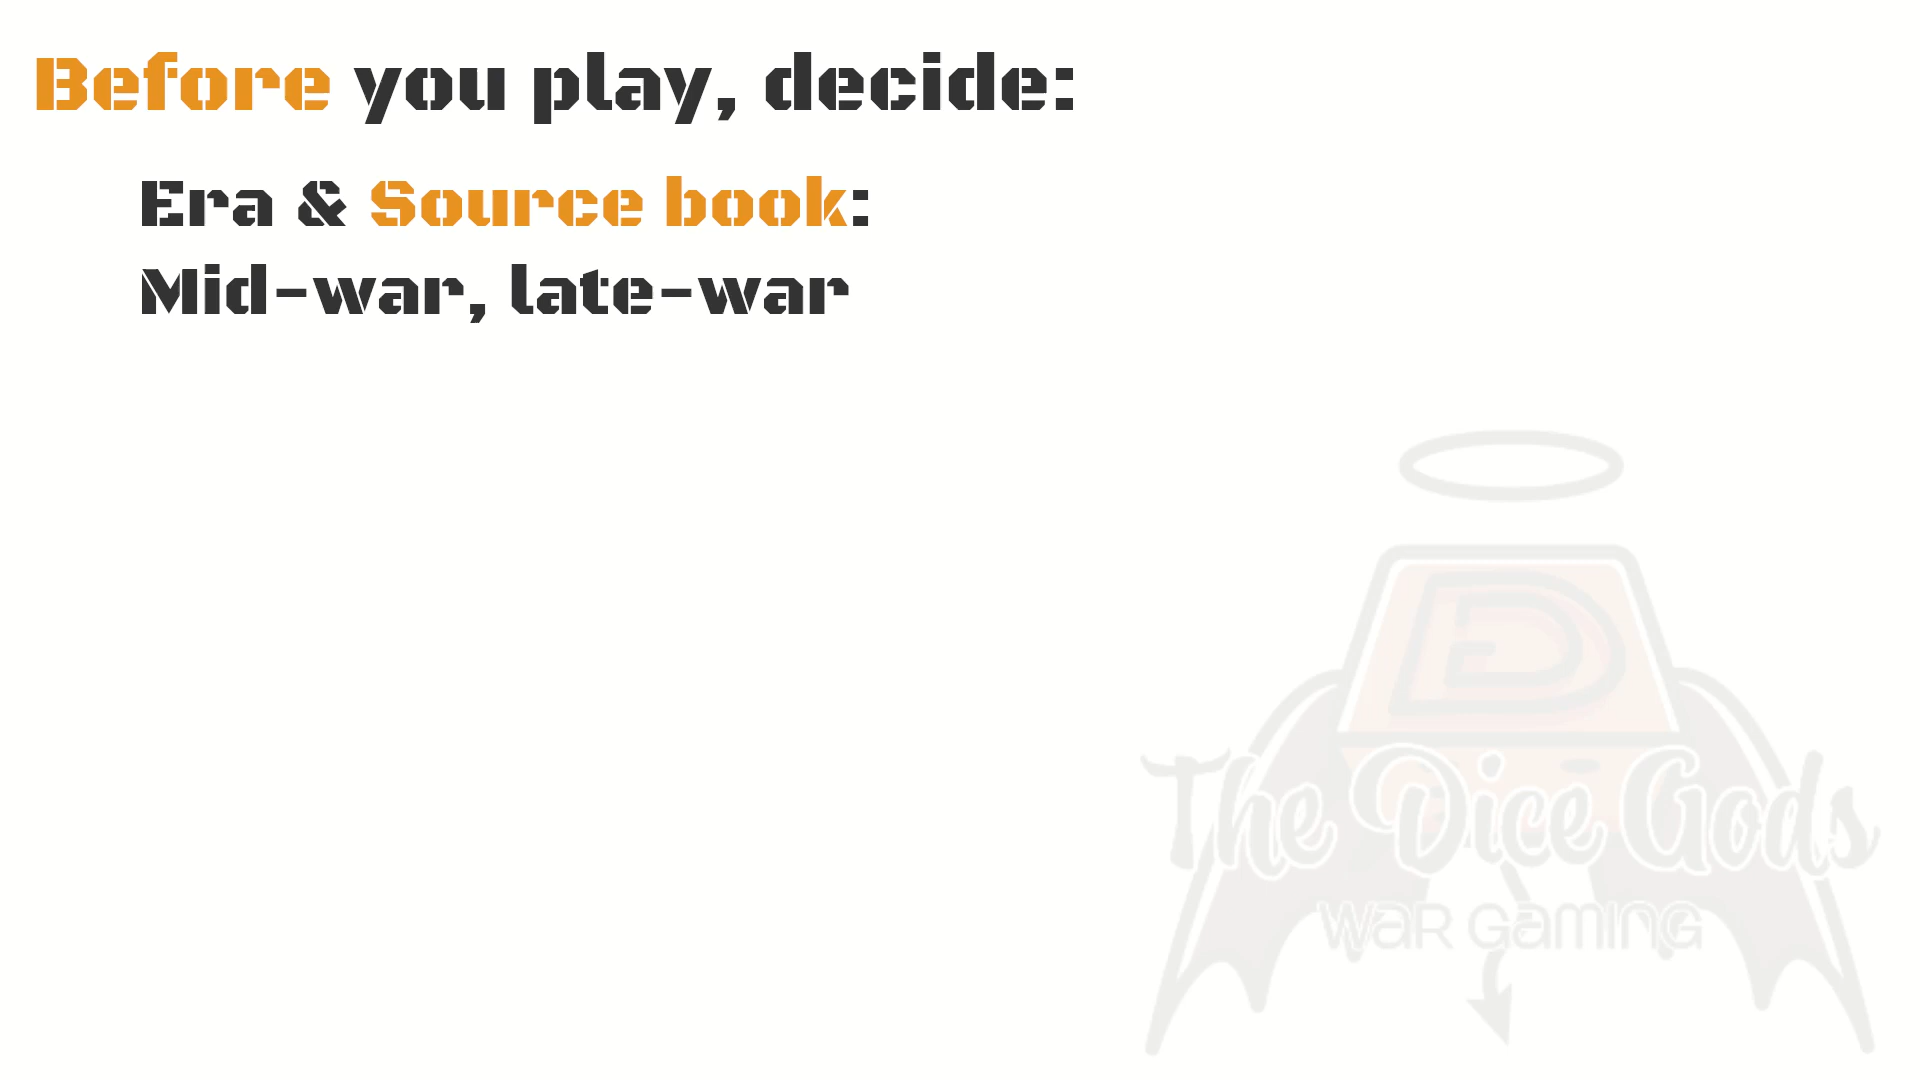 Before you play, decide:
Era & Source book:
Mid-war, late-war
D
The Dice Gods
WAR GAMING